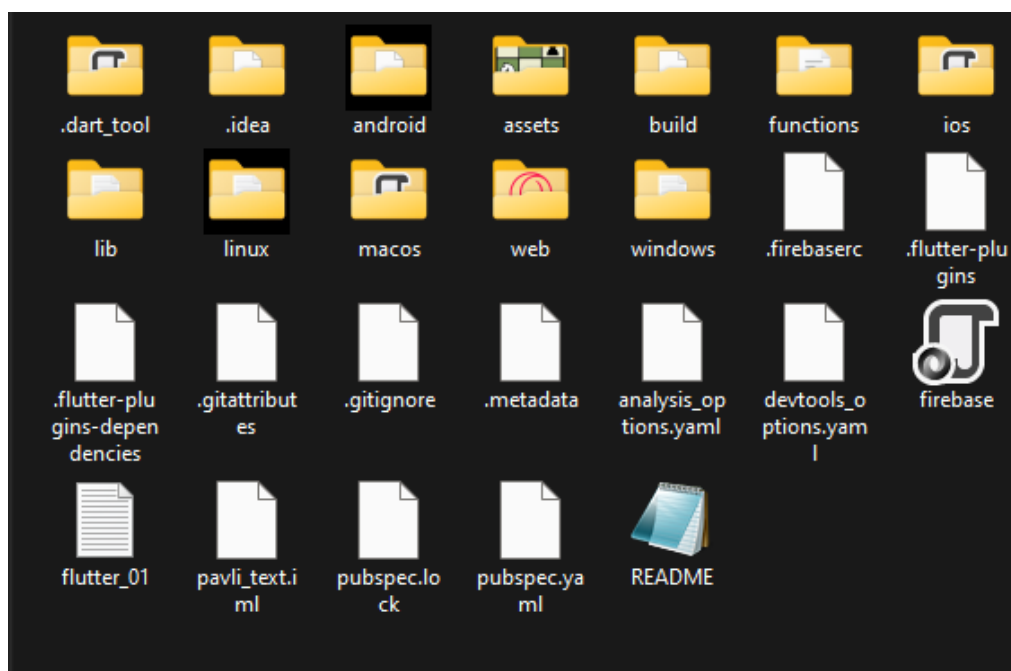 .dart_tool
.idea
android
assets
build
functions
ios
lib
linux
macos
web
windows
.firebaserc
.flutter-plu
gins
.flutter-plu
gins-depen
dencies
.gitattribut
es
.gitignore
.metadata
analysis_op
tions.yaml
devtools_o
ptions.yam
l
firebase
flutter_01
pavli_text.i
ml
pubspec.lo
ck
pubspec.ya
ml
README